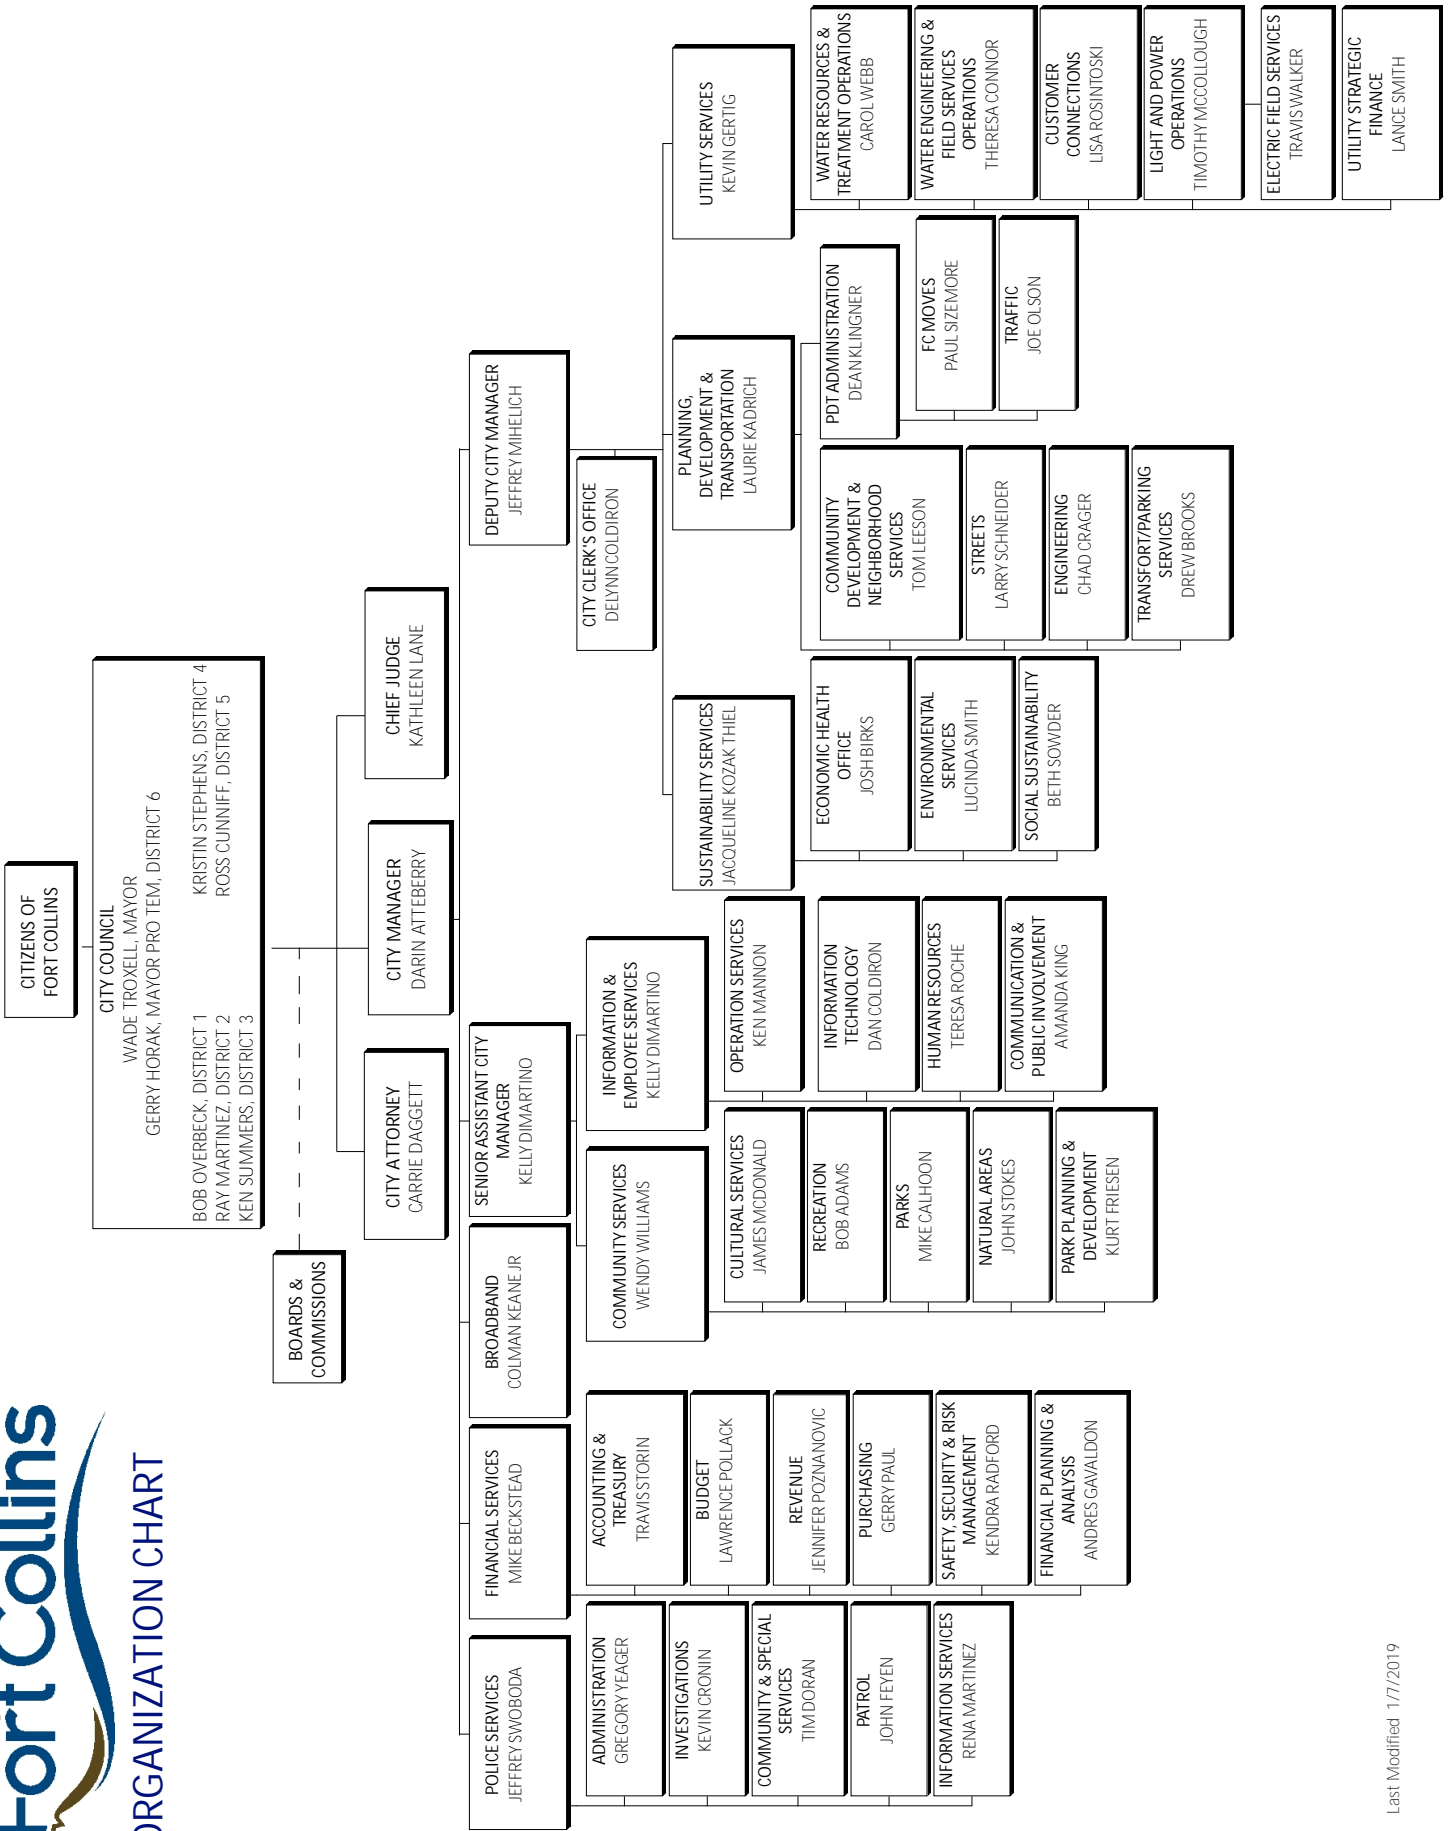 Fort Collins
ORGANIZATION CHART
CITIZENS OF
FORT COLLINS
CITY COUNCIL
WADE TROXELL, MAYOR
GERRY HORAK, MAYOR PRO TEM, DISTRICT 6
BOB OVERBECK, DISTRICT 1
RAY MARTINEZ, DISTRICT 2
KEN SUMMERS, DISTRICT 3
KRISTIN STEPHENS, DISTRICT 4
ROSS CUNNIFF, DISTRICT 5
BOARDS &
COMMISSIONS
CITY ATTORNEY
CARRIE DAGGETT
CITY MANAGER
DARIN ATTEBERRY
CHIEF JUDGE
KATHLEEN LANE
POLICE SERVICES
JEFFREY SWOBODA
FINANCIAL SERVICES
MIKE BECKSTEAD
BROADBAND
COLMAN KEANE JR
SENIOR ASSISTANT CITY
MANAGER
KELLY DIMARTINO
DEPUTY CITY MANAGER
JEFFREY MIHELICH
CITY CLERK'S OFFICE
DELYNN COLDIRON
ADMINISTRATION
GREGORY YEAGER
INVESTIGATIONS
KEVIN CRONIN
COMMUNITY & SPECIAL
SERVICES
TIM DORAN
PATROL
JOHN FEYEN
INFORMATION SERVICES
RENA MARTINEZ
ACCOUNTING &
TREASURY
TRAVIS STORIN
BUDGET
LAWRENCE POLLACK
REVENUE
JENNIFER POZNANOVIC
PURCHASING
GERRY PAUL
SAFETY, SECURITY & RISK
MANAGEMENT
KENDRA RADFORD
FINANCIAL PLANNING &
ANALYSIS
ANDRES GAVALDON
COMMUNITY SERVICES
WENDY WILLIAMS
CULTURAL SERVICES
JAMES MCDONALD
RECREATION
BOB ADAMS
PARKS
MIKE CALHOON
NATURAL AREAS
JOHN STOKES
PARK PLANNING &
DEVELOPMENT
KURT FRIESEN
INFORMATION &
EMPLOYEE SERVICES
KELLY DIMARTINO
OPERATION SERVICES
KEN MANNON
INFORMATION
TECHNOLOGY
DAN COLDIRON
HUMAN RESOURCES
TERESA ROCHE
COMMUNICATION &
PUBLIC INVOLVEMENT
AMANDA KING
SUSTAINABILITY SERVICES
JACQUELINE KOZAK THIEL
ECONOMIC HEALTH
OFFICE
JOSH BIRKS
ENVIRONMENTAL
SERVICES
LUCINDA SMITH
SOCIAL SUSTAINABILITY
BETH SOWDER
PLANNING,
DEVELOPMENT &
TRANSPORTATION
LAURIE KADRICH
COMMUNITY
DEVELOPMENT &
NEIGHBORHOOD
SERVICES
TOM LEESON
STREETS
LARRY SCHNEIDER
ENGINEERING
CHAD CRAGER
TRANSFORT/PARKING
SERVICES
DREW BROOKS
PDT ADMINISTRATION
DEAN KLINGNER
FC MOVES
PAUL SIZEMORE
TRAFFIC
JOE OLSON
UTILITY SERVICES
KEVIN GERTIG
WATER RESOURCES &
TREATMENT OPERATIONS
CAROL WEBB
WATER ENGINEERING &
FIELD SERVICES
OPERATIONS
THERESA CONNOR
CUSTOMER
CONNECTIONS
LISA ROSINTOSKI
LIGHT AND POWER
OPERATIONS
TIMOTHY MCCOLLOUGH
ELECTRIC FIELD SERVICES
TRAVIS WALKER
UTILITY STRATEGIC
FINANCE
LANCE SMITH
Last Modified 1/7/2019